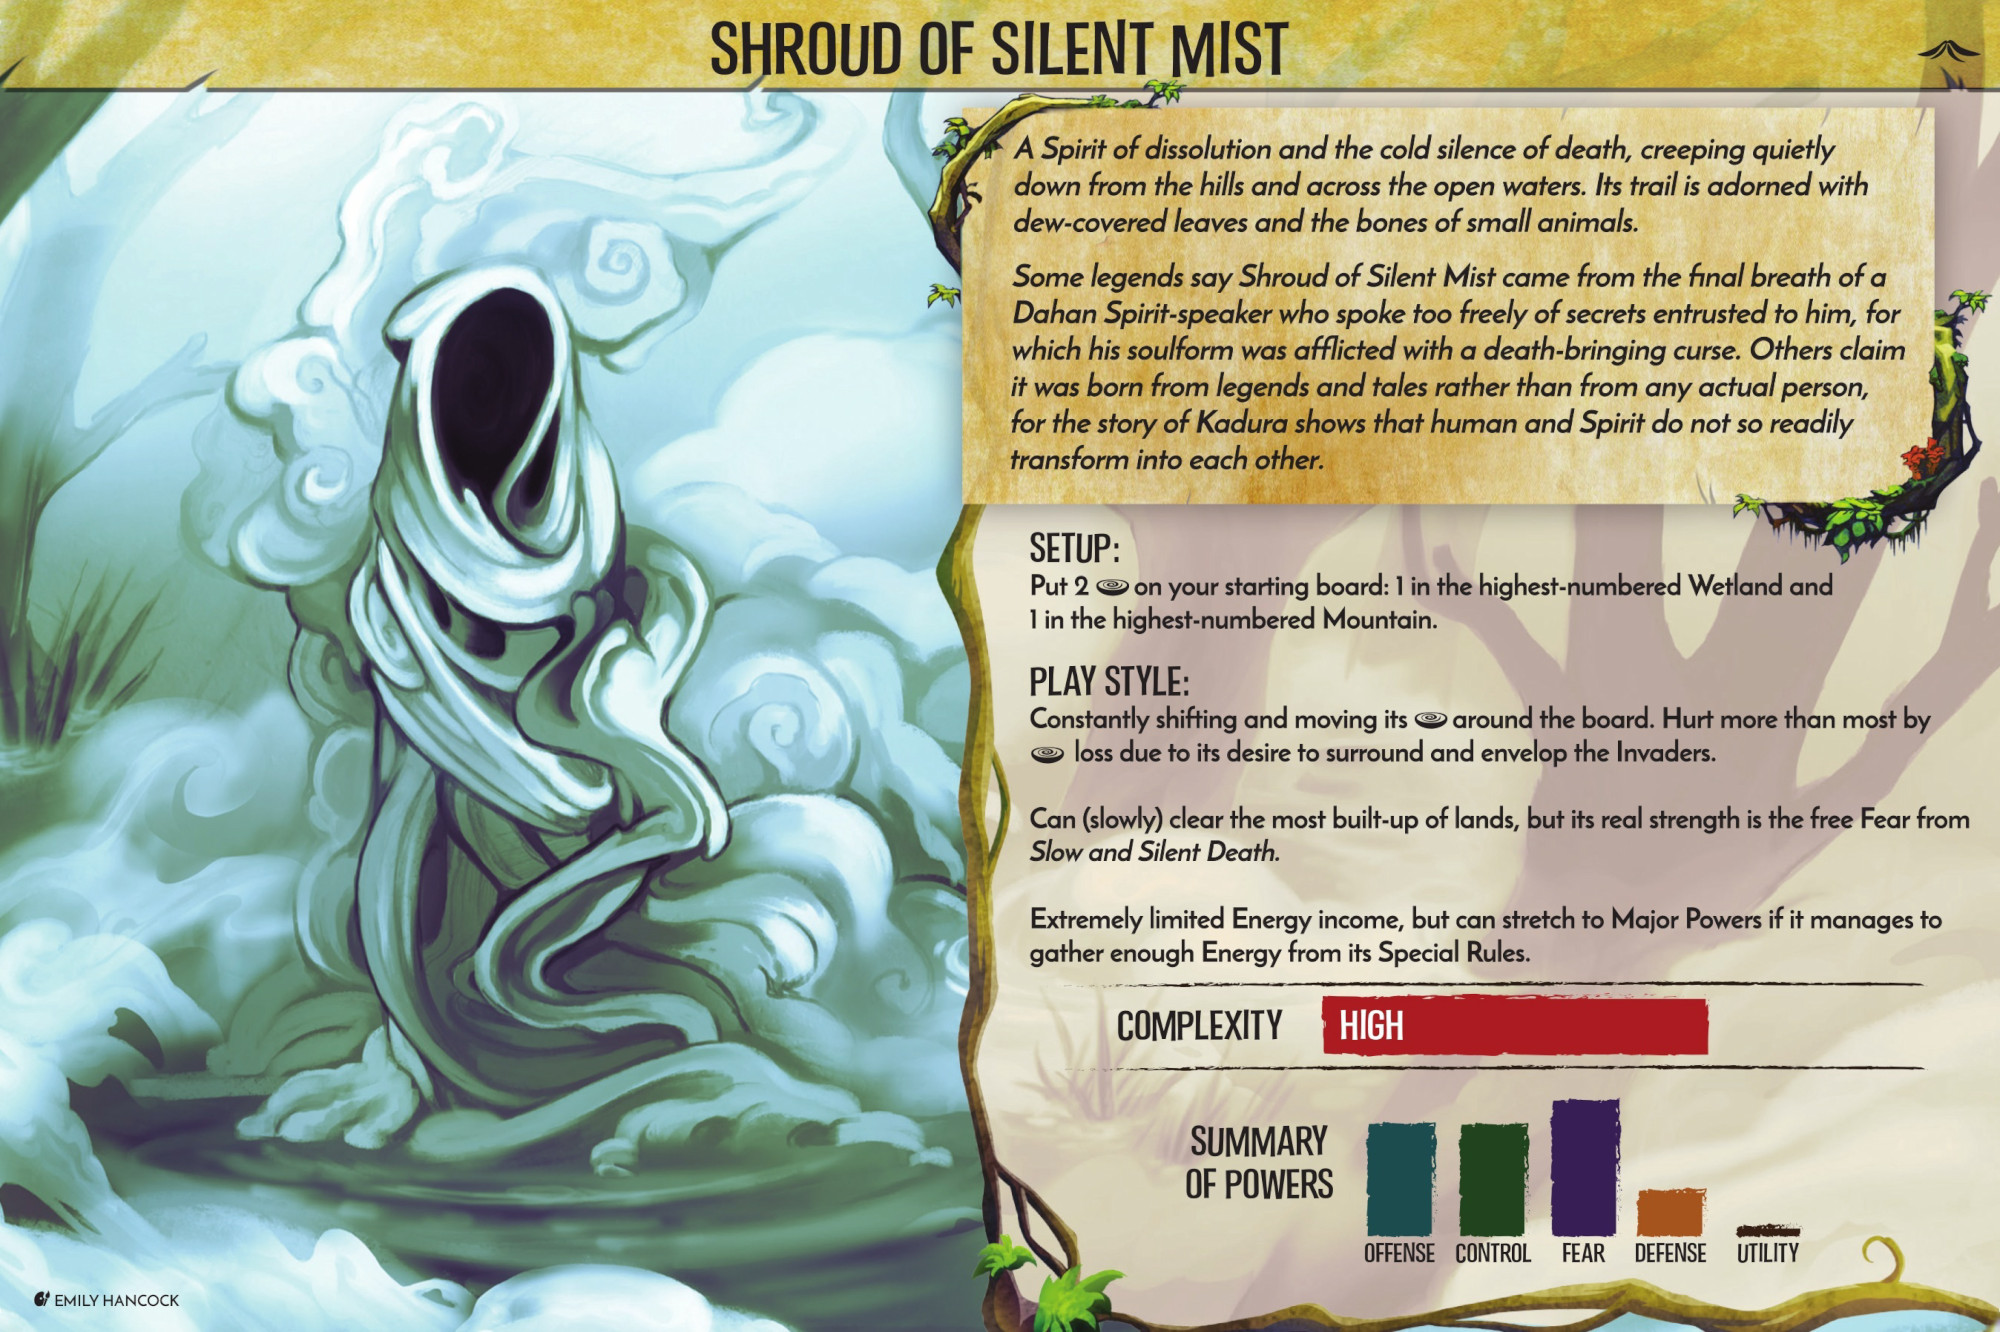 SHROUD OF SILENT MIST
A Spirit of dissolution and the cold silence of death, creeping quietly
down from the hills and across the open waters. Its trail is adorned with
dew-covered leaves and the bones of small animals.
Some legends say Shroud of Silent Mist came from the final breath of a
Dahan Spirit-speaker who spoke too freely of secrets entrusted to him, for
which his soulform was afflicted with a death-bringing curse. Others claim
it was born from legends and tales rather than from any actual person,
for the story of Kadura shows that human and Spirit do not so readily
transform into each other.
SETUP:
Put 2 on your starting board: 1 in the highest-numbered Wetland and
1 in the highest-numbered Mountain.
PLAY STYLE:
Constantly shifting and moving its around the board. Hurt more than most by
loss due to its desire to surround and envelop the Invaders.
Can (slowly) clear the most built-up of lands, but its real strength is the free Fear from
Slow and Silent Death.
Extremely limited Energy income, but can stretch to Major Powers if it manages to
gather enough Energy from its Special Rules.
COMPLEXITY HIGH
SUMMARY
OF POWERS
OFFENSE CONTROL FEAR DEFENSE UTILITY
EMILY HANCOCK